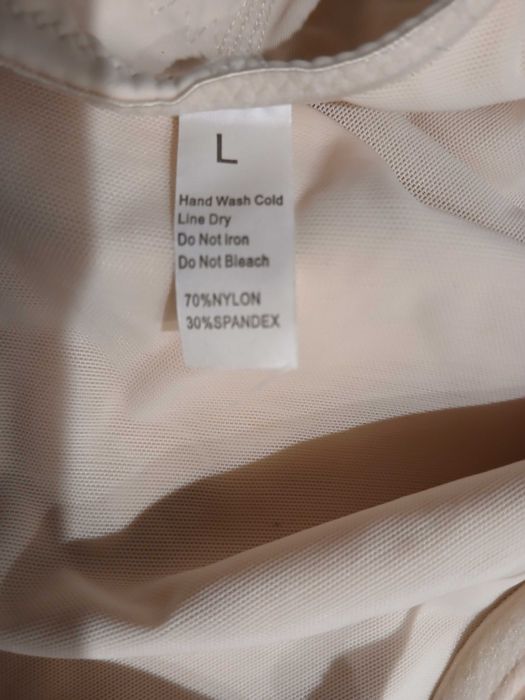 L
Hand Wash Cold
Line Dry
Do Not Iron
Do Not Bleach
70%NYLON
30%SPANDEX